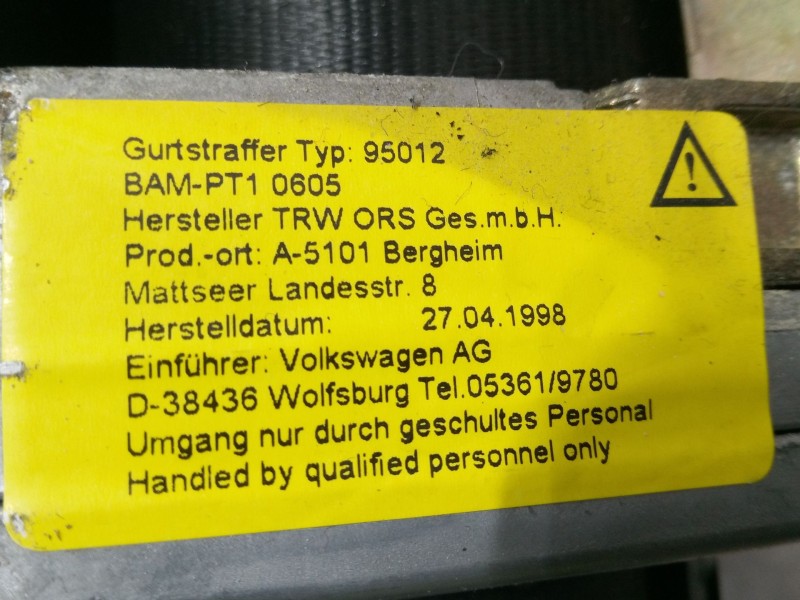 Gurtstraffer Typ: 95012
BAM-PT1 0605
Hersteller TRW ORS Ges.m.b.H.
Prod.-ort: A-5101 Bergheim
Mattseer Landesstr. 8
Herstelldatum: 27.04.1998
Einführer: Volkswagen AG
D-38436 Wolfsburg Tel.05361/9780
Umgang nur durch geschultes Personal
Handled by qualified personnel only